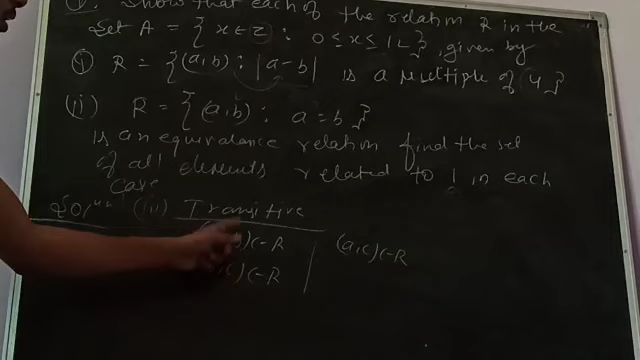 Show that each of the relation R in the
Set A = { x ∈ Z : 0 ≤ x ≤ 12 }, given by
(i) R = { (a,b) : |a-b| is a multiple of 4 }
(ii) R = { (a,b) : a = b }
is an equivalence relation find the set
of all elements related to 1 in each
Case
Sol (iii) Transitive
∈ R (a,c) ∈ R
∈ R